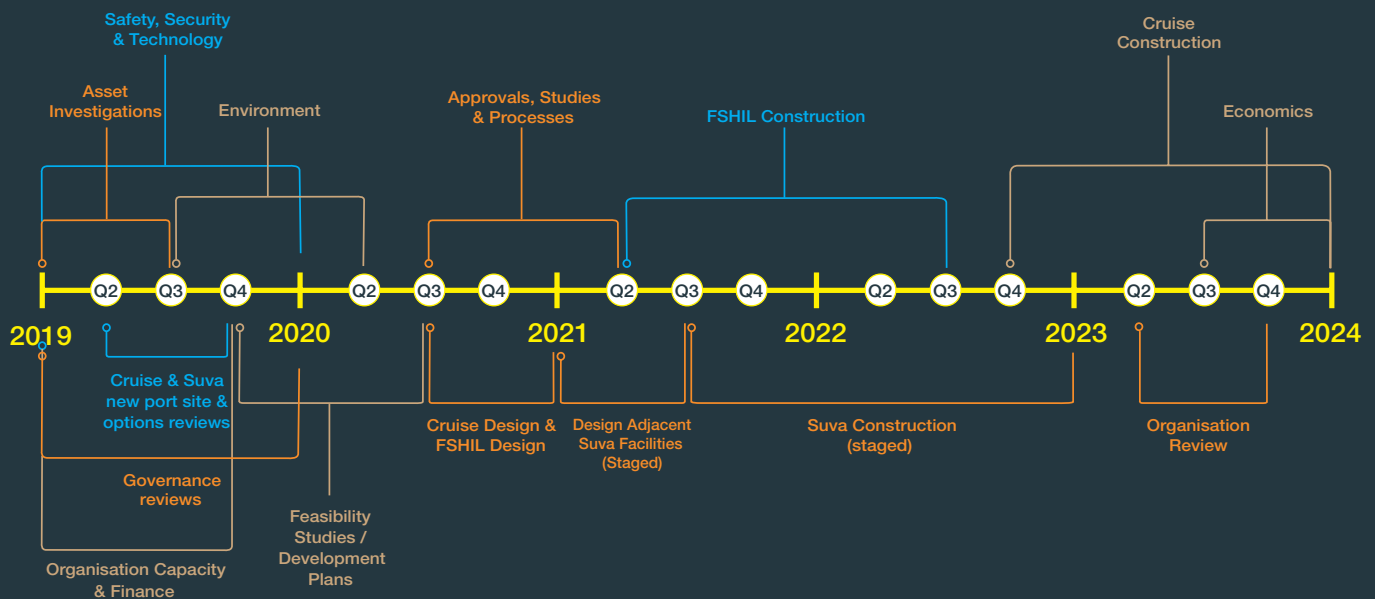 Safety, Security
& Technology
Asset
Investigations
Environment
Approvals, Studies
& Processes
FSHIL Construction
Cruise
Construction
Economics
Q2
Q3
Q4
Q2
Q3
Q4
Q2
Q3
Q4
Q2
Q3
Q4
Q2
Q3
Q4
2019
2020
2021
2022
2023
2024
Cruise & Suva
new port site &
options reviews
Governance
reviews
Organisation Capacity
& Finance
Feasibility
Studies /
Development
Plans
Cruise Design &
FSHIL Design
Design Adjacent
Suva Facilities
(Staged)
Suva Construction
(staged)
Organisation
Review